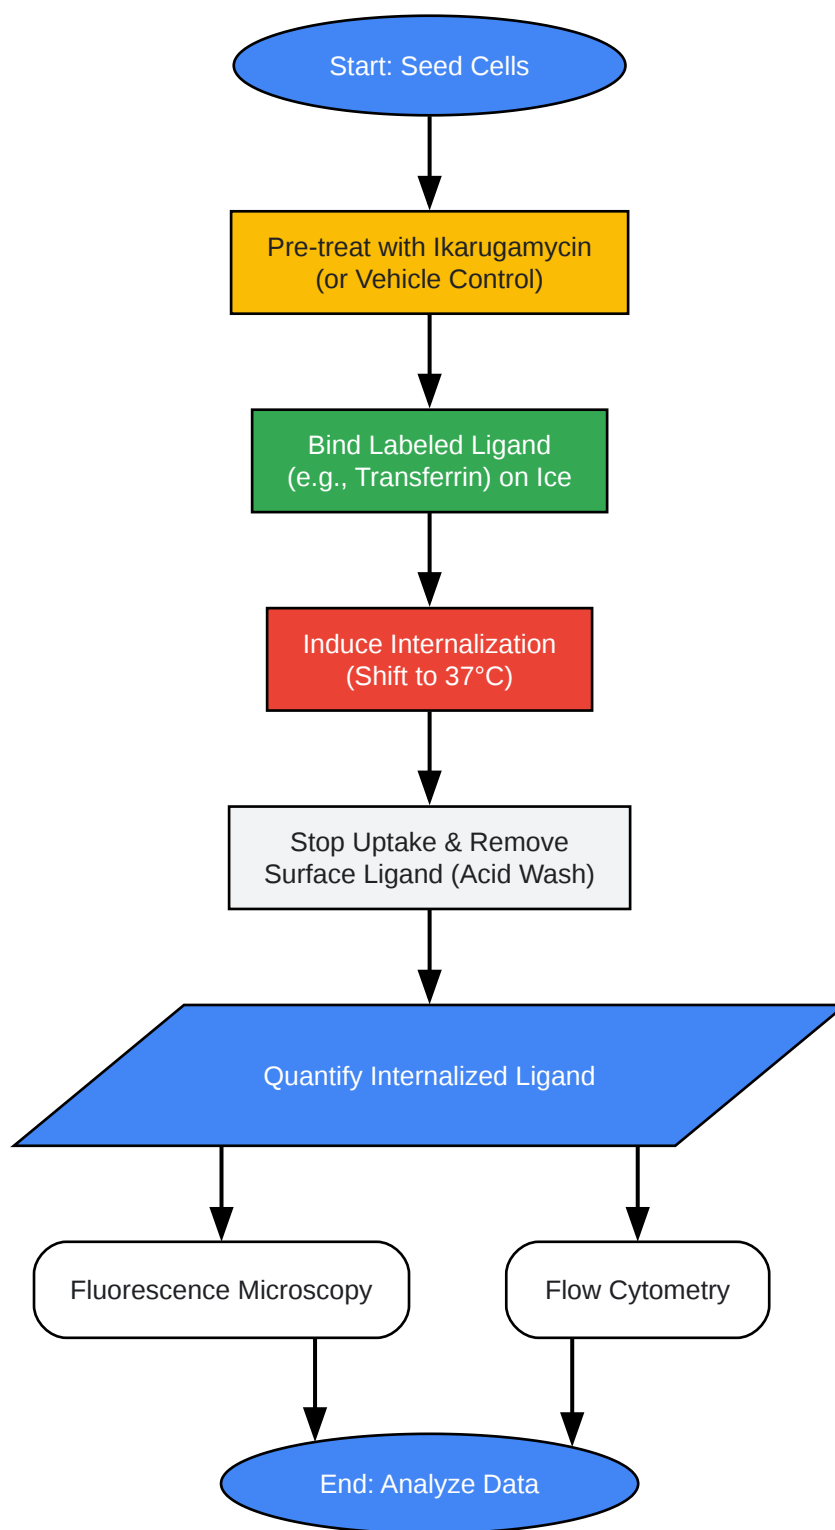 Start: Seed Cells
Pre-treat with Ikarugamycin
(or Vehicle Control)
Bind Labeled Ligand
(e.g., Transferrin) on Ice
Induce Internalization
(Shift to 37°C)
Stop Uptake & Remove
Surface Ligand (Acid Wash)
Quantify Internalized Ligand
Fluorescence Microscopy
Flow Cytometry
End: Analyze Data